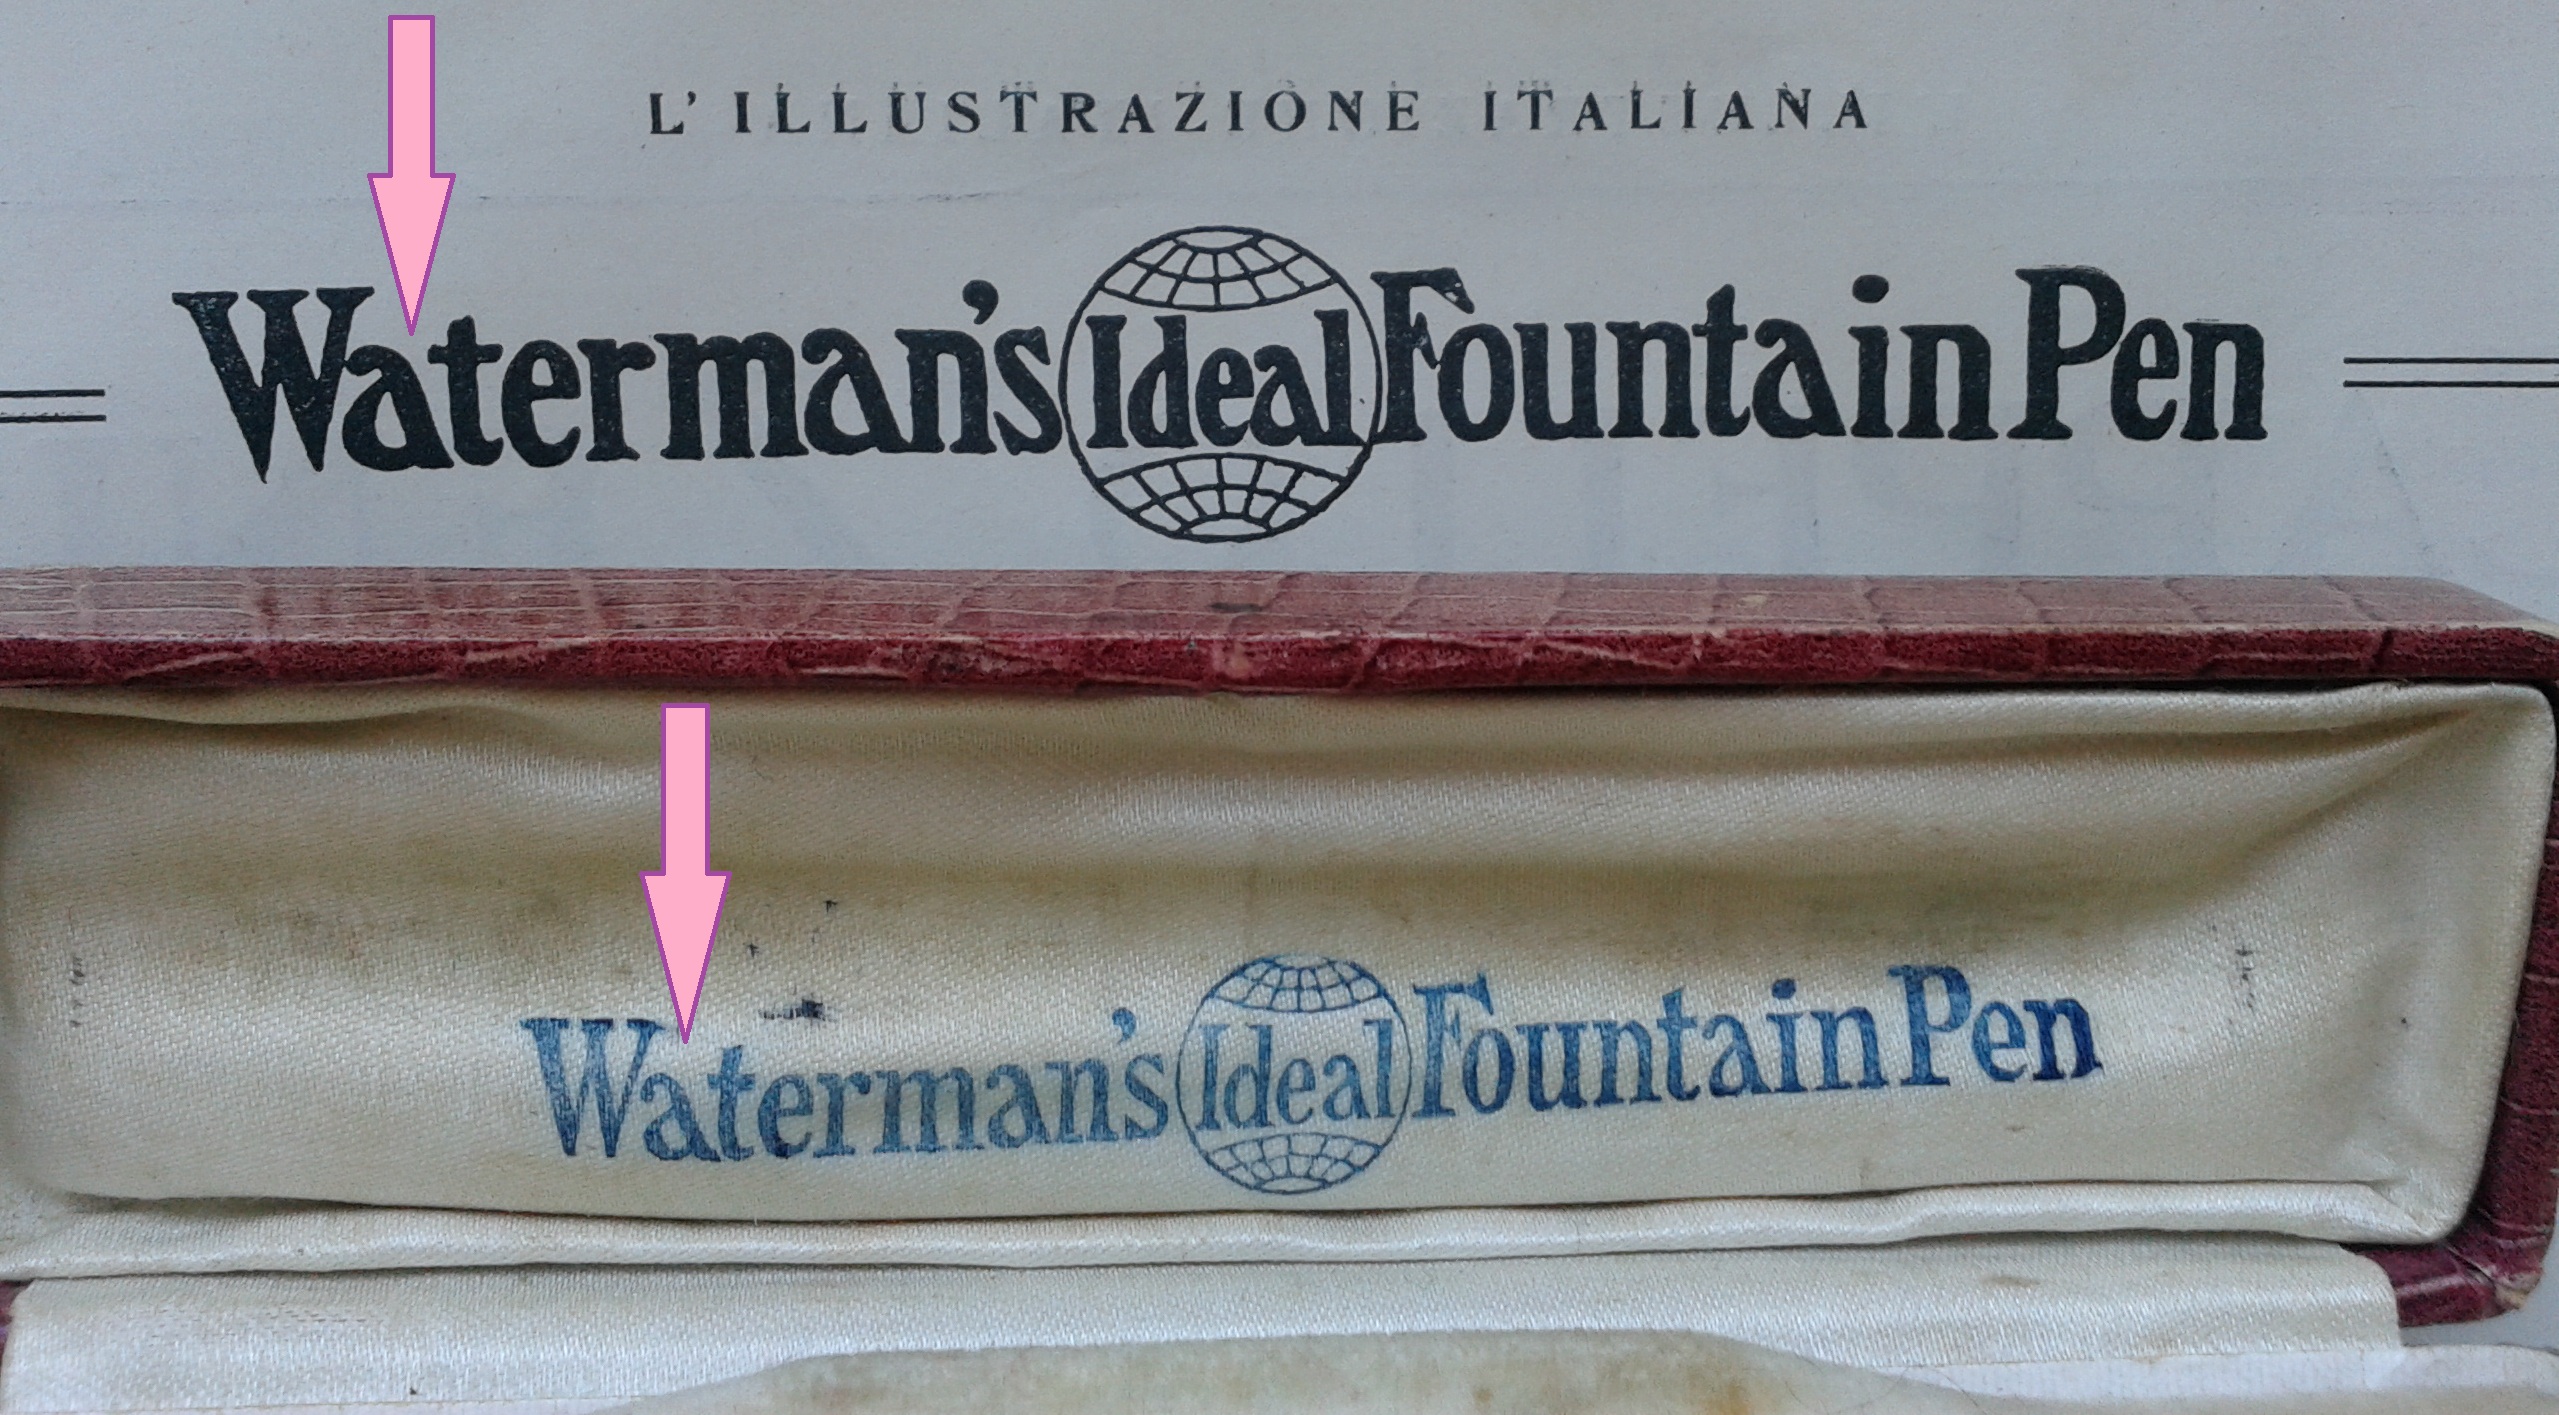 L'ILLUSTRAZIONE ITALIANA
Waterman's Ideal Fountain Pen
Waterman's Ideal Fountain Pen